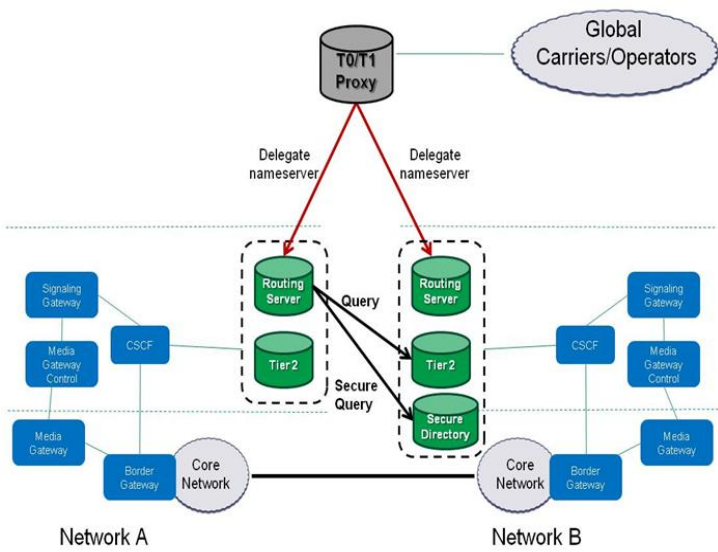 Global
Carriers/Operators
T0/T1
Proxy
Delegate
nameserver
Delegate
nameserver
Signaling
Gateway
Media
Gateway
Control
CSCF
Media
Gateway
Border
Gateway
Core
Network
Routing
Server
Tier2
Query
Secure
Query
Routing
Server
Tier2
Secure
Directory
CSCF
Signaling
Gateway
Media
Gateway
Control
Media
Gateway
Core
Network
Border
Gateway
Network A
Network B